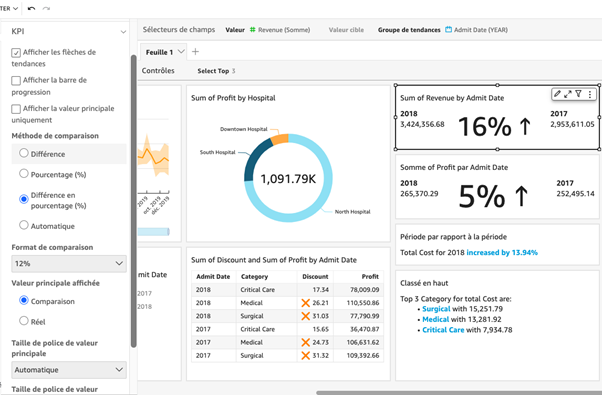 TER
Sélecteurs de champs Valeur # Revenue (Somme) Valeur cible Groupe de tendances Admit Date (YEAR)
KPI
Feuille 1
Afficher les flèches de
tendances
Afficher la barre de
progression
Afficher la valeur principale
uniquement
Méthode de comparaison
Différence
Pourcentage (%)
Différence en
pourcentage (%)
Automatique
Format de comparaison
12%
Valeur principale affichée
Comparaison
Réel
Taille de police de valeur
principale
Automatique
Taille de police de valeur
Contrôles Select Top 3
2019
oct. 2019
déc. 2019
mit Date
2017
2018
Sum of Profit by Hospital
Downtown Hospital
South Hospital
1,091.79K
North Hospital
Sum of Revenue by Admit Date
2018 2017
3,424,356.68 16% ↑ 2,953,611.05
Somme of Profit par Admit Date
2018 2017
265,370.29 5% ↑ 252,495.14
Sum of Discount and Sum of Profit by Admit Date
Admit Date Category Discount Profit
2018 Critical Care 17.34 78,009.09
2018 Medical 26.21 110,550.86
2018 Surgical 31.03 77,790.99
2017 Critical Care 15.65 36,470.87
2017 Medical 24.73 106,631.62
2017 Surgical 31.32 109,392.66
Période par rapport à la période
Total Cost for 2018 increased by 13.94%
Classé en haut
Top 3 Category for total Cost are:
• Surgical with 15,251.79
• Medical with 13,281.92
• Critical Care with 7,934.78